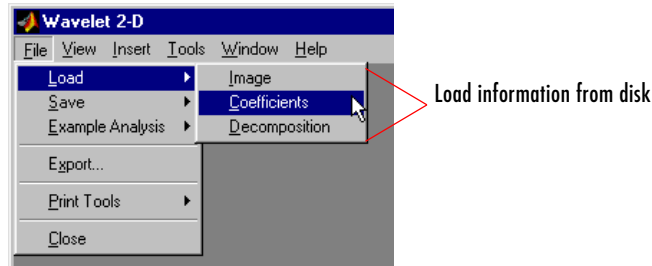 Wavelet 2-D
File View Insert Tools Window Help
Load
Save
Example Analysis
Export...
Print Tools
Close
Image
Coefficients
Decomposition
Load information from disk